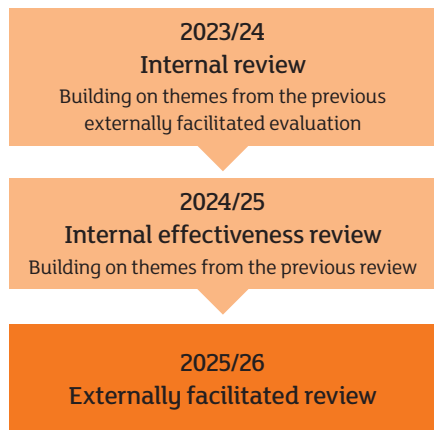 2023/24
Internal review
Building on themes from the previous
externally facilitated evaluation
2024/25
Internal effectiveness review
Building on themes from the previous review
2025/26
Externally facilitated review